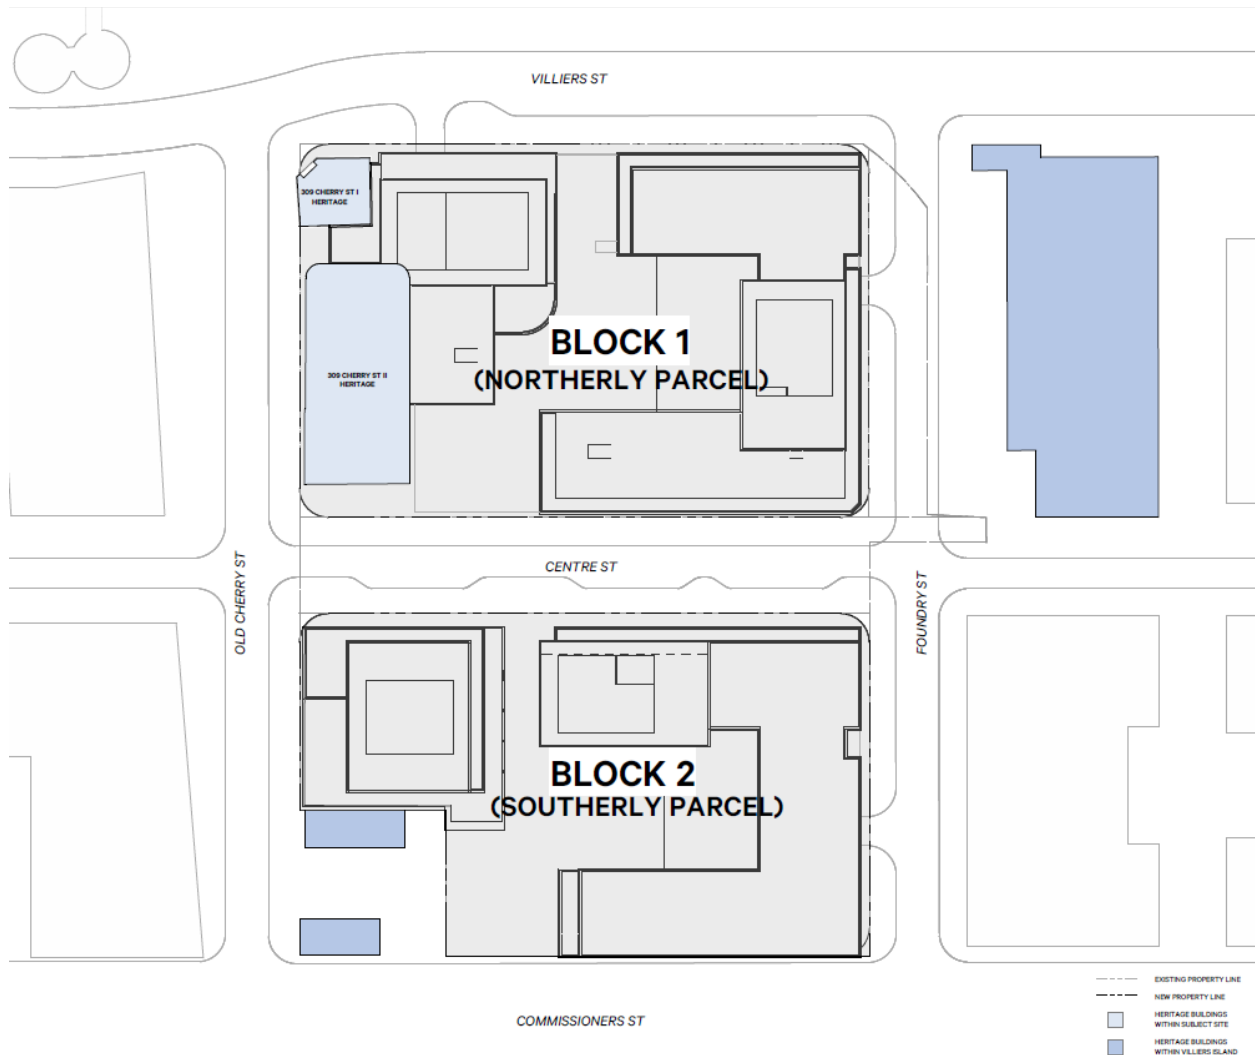 VILLIERS ST
309 CHERRY ST I
HERITAGE
BLOCK 1
(NORTHERLY PARCEL)
309 CHERRY ST II
HERITAGE
OLD CHERRY ST
CENTRE ST
FOUNDRY ST
BLOCK 2
(SOUTHERLY PARCEL)
COMMISSIONERS ST
EXISTING PROPERTY LINE
NEW PROPERTY LINE
HERITAGE BUILDINGS
WITHIN SUBJECT SITE
HERITAGE BUILDINGS
WITHIN VILLIERS ISLAND